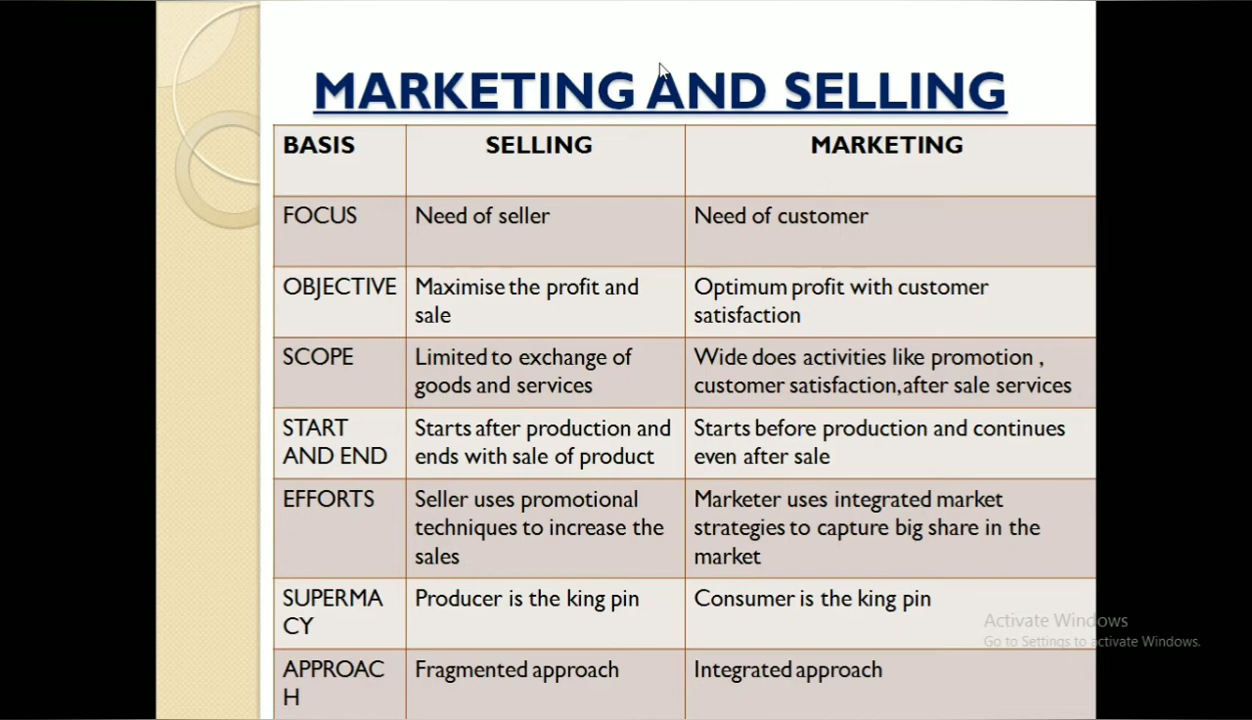 MARKETING AND SELLING
BASIS SELLING MARKETING
FOCUS Need of seller Need of customer
OBJECTIVE Maximise the profit and sale Optimum profit with customer satisfaction
SCOPE Limited to exchange of goods and services Wide does activities like promotion , customer satisfaction,after sale services
START AND END Starts after production and ends with sale of product Starts before production and continues even after sale
EFFORTS Seller uses promotional techniques to increase the sales Marketer uses integrated market strategies to capture big share in the market
SUPERMA CY Producer is the king pin Consumer is the king pin
APPROAC H Fragmented approach Integrated approach
Activate Windows
Go to Settings to activate Windows.